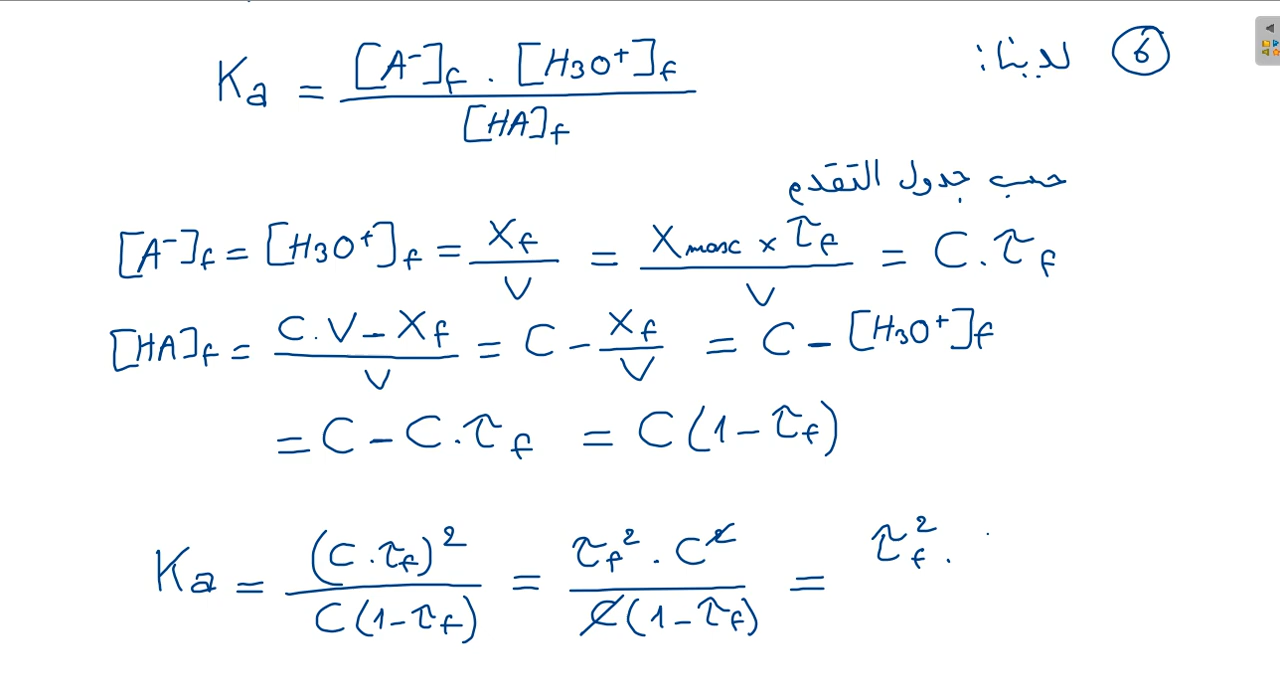 ⑥ لدينا:
Ka = [A⁻]f . [H3O⁺]f / [HA]f
حسب جدول التقدم
[A⁻]f = [H3O⁺]f = Xf / V = Xmax × τf / V = C.τf
[HA]f = C.V - Xf / V = C - Xf / V = C - [H3O⁺]f
= C - C.τf = C(1-τf)
Ka = (C.τf)² / C(1-τf) = τf².C² / C(1-τf) = τf².